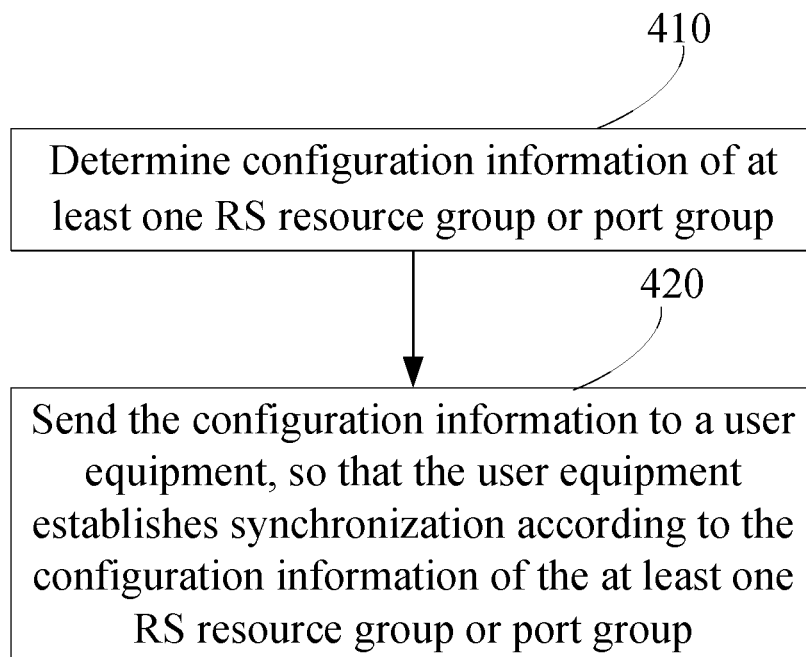 410
Determine configuration information of at
least one RS resource group or port group
420
Send the configuration information to a user
equipment, so that the user equipment
establishes synchronization according to the
configuration information of the at least one
RS resource group or port group